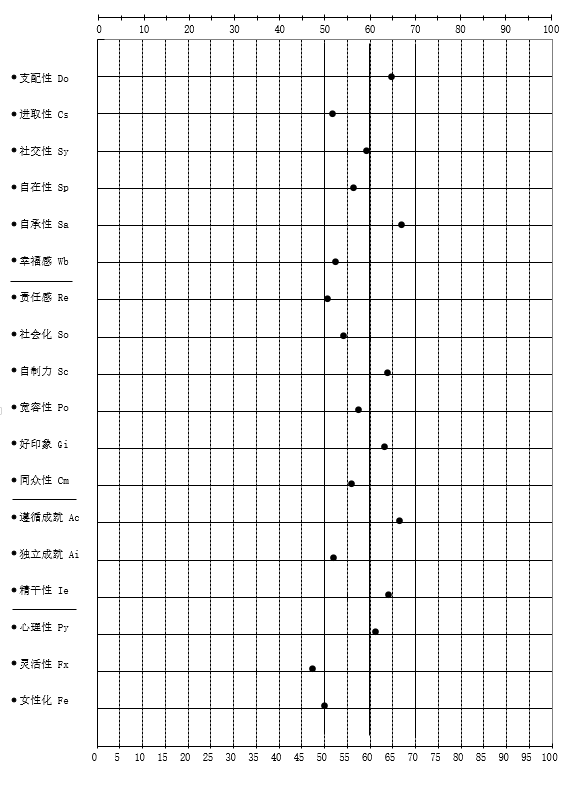 0 10 20 30 40 50 60 70 80 90 100
● 支配性 Do
● 进取性 Cs
● 社交性 Sy
● 自在性 Sp
● 自承性 Sa
● 幸福感 Wb
● 责任感 Re
● 社会化 So
● 自制力 Sc
● 宽容性 Po
● 好印象 Gi
● 同众性 Cm
● 遵循成就 Ac
● 独立成就 Ai
● 精干性 Ie
● 心理性 Py
● 灵活性 Fx
● 女性化 Fe
0 5 10 15 20 25 30 35 40 45 50 55 60 65 70 75 80 85 90 95 100